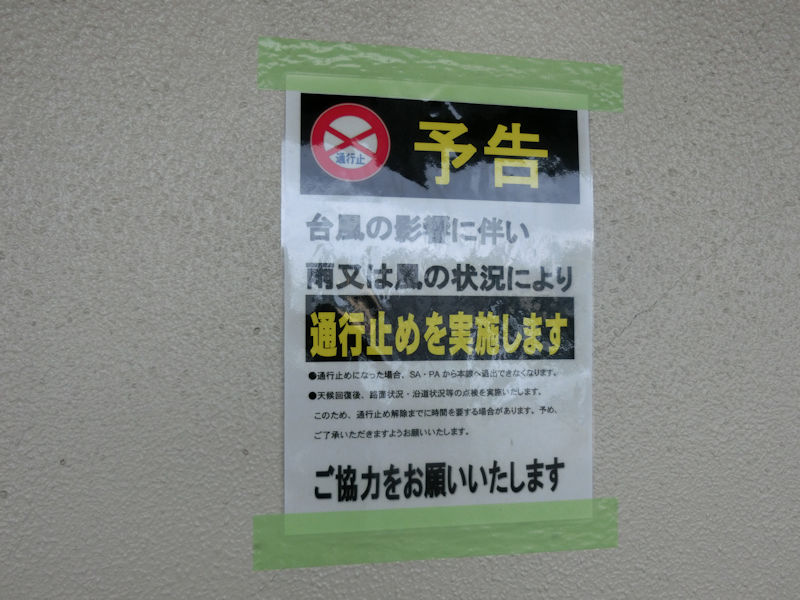 通行止
予告
台風の影響に伴い
雨又は風の状況により
通行止めを実施します
●通行止めになった場合、SA・PAから本線へ退出できなくなります。
●天候回復後、路面状況・沿道状況等の点検を実施いたします。
このため、通行止め解除までに時間を要する場合があります。予め、
ご了承いただきますようお願いいたします。
ご協力をお願いいたします